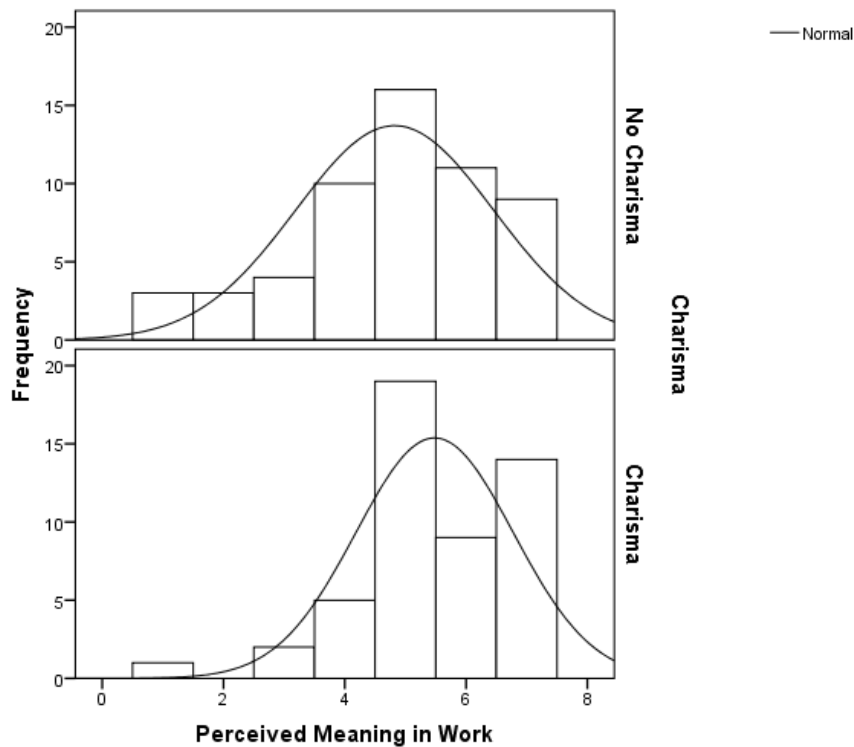 20
15
10
5
0
20
15
10
5
0
0 2 4 6 8
Frequency
Perceived Meaning in Work
No Charisma
Charisma
Charisma
Normal